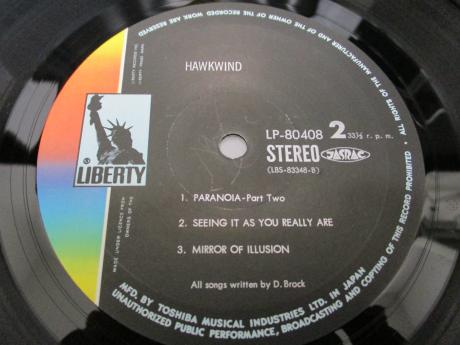 HAWKWIND
LP-80408 2 33⅓ r. p. m.
STEREO JASRAC
(LBS-83348-B)
LIBERTY
1. PARANOIA-Part Two
2. SEEING IT AS YOU REALLY ARE
3. MIRROR OF ILLUSION
All songs written by D. Brock
MADE UNDER LICENCE FROM
OWNERS OF THE
ALL RIGHTS OF THE MANUFACTURER AND OF THE OWNER OF THE RECORDED WORK ARE RESERVED
MFD. BY TOSHIBA MUSICAL INDUSTRIES LTD. IN JAPAN
UNAUTHORIZED PUBLIC PERFORMANCE, BROADCASTING AND COPYING OF THIS RECORD PROHIBITED